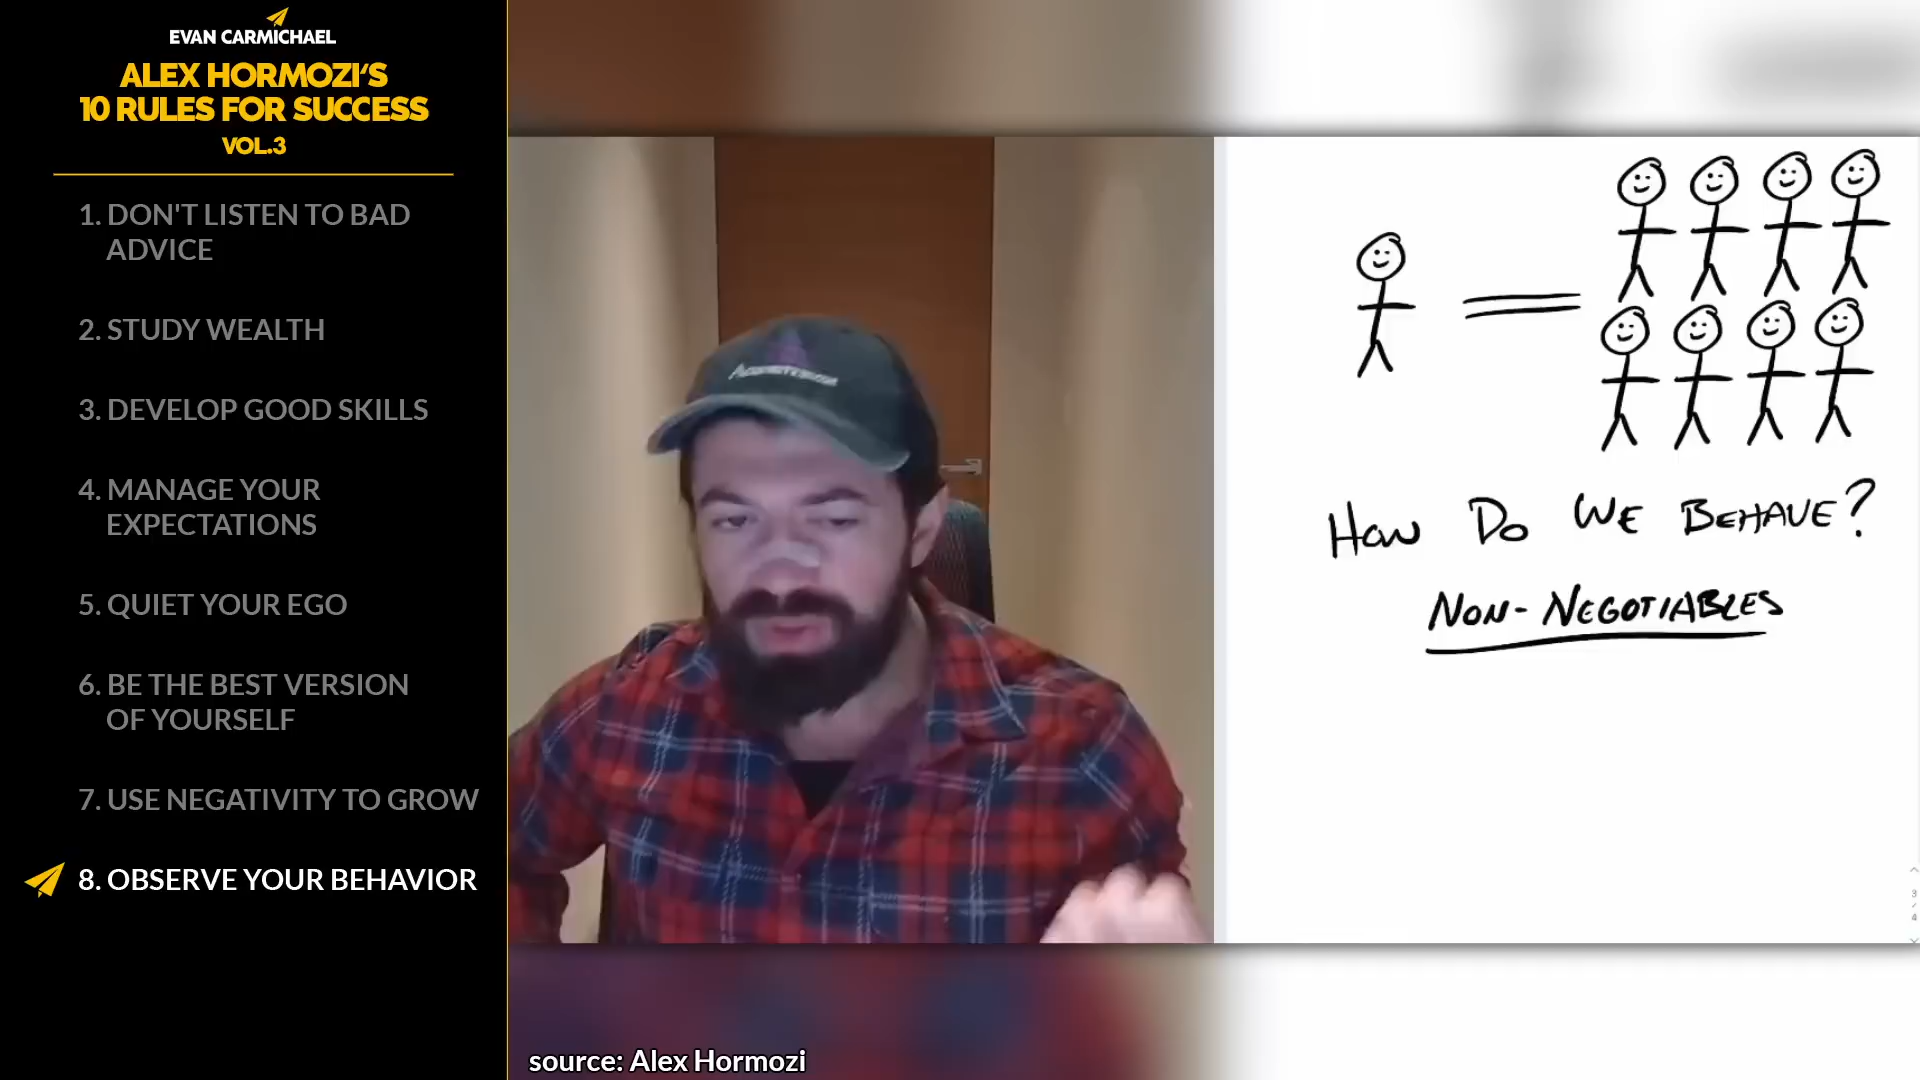 EVAN CARMICHAEL
ALEX HORMOZI'S
10 RULES FOR SUCCESS
VOL.3
1. DON'T LISTEN TO BAD
ADVICE
2. STUDY WEALTH
3. DEVELOP GOOD SKILLS
4. MANAGE YOUR
EXPECTATIONS
5. QUIET YOUR EGO
6. BE THE BEST VERSION
OF YOURSELF
7. USE NEGATIVITY TO GROW
8. OBSERVE YOUR BEHAVIOR
HOW DO WE BEHAVE?
NON-NEGOTIABLES
3
/
4
source: Alex Hormozi